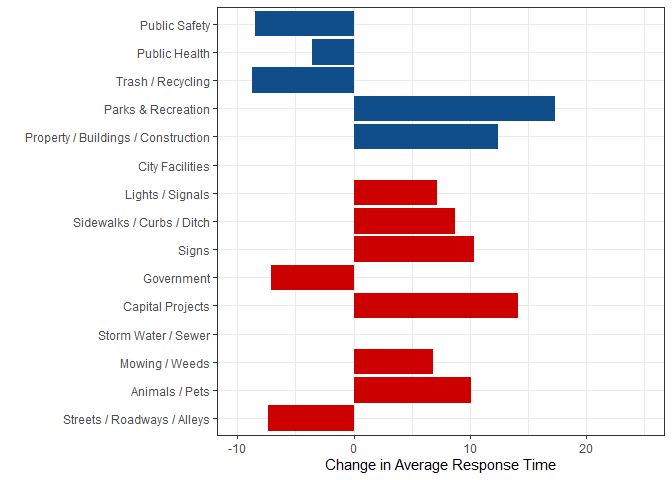 Public Safety
Public Health
Trash / Recycling
Parks & Recreation
Property / Buildings / Construction
City Facilities
Lights / Signals
Sidewalks / Curbs / Ditch
Signs
Government
Capital Projects
Storm Water / Sewer
Mowing / Weeds
Animals / Pets
Streets / Roadways / Alleys
-10 0 10 20
Change in Average Response Time